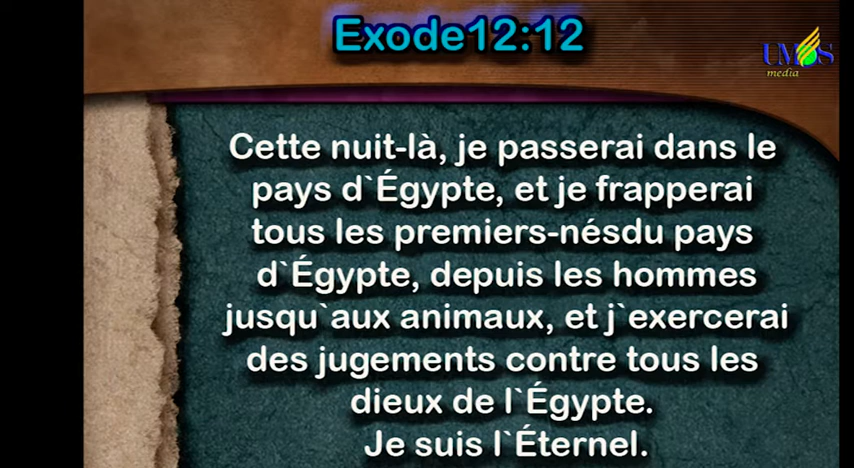 Exode12:12
UMOS
media
Cette nuit-là, je passerai dans le
pays d`Égypte, et je frapperai
tous les premiers-nésdu pays
d`Égypte, depuis les hommes
jusqu`aux animaux, et j`exercerai
des jugements contre tous les
dieux de l`Égypte.
Je suis l`Éternel.